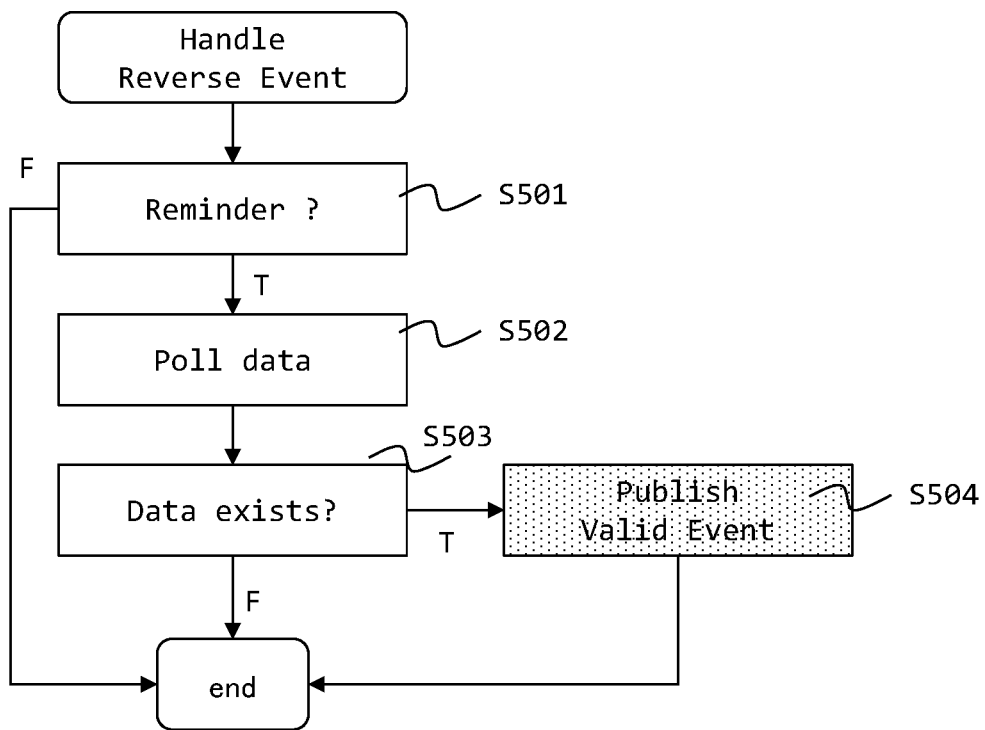 Handle
Reverse Event
F
Reminder ?
S501
T
Poll data
S502
S503
Data exists?
T
Publish
Valid Event
S504
F
end